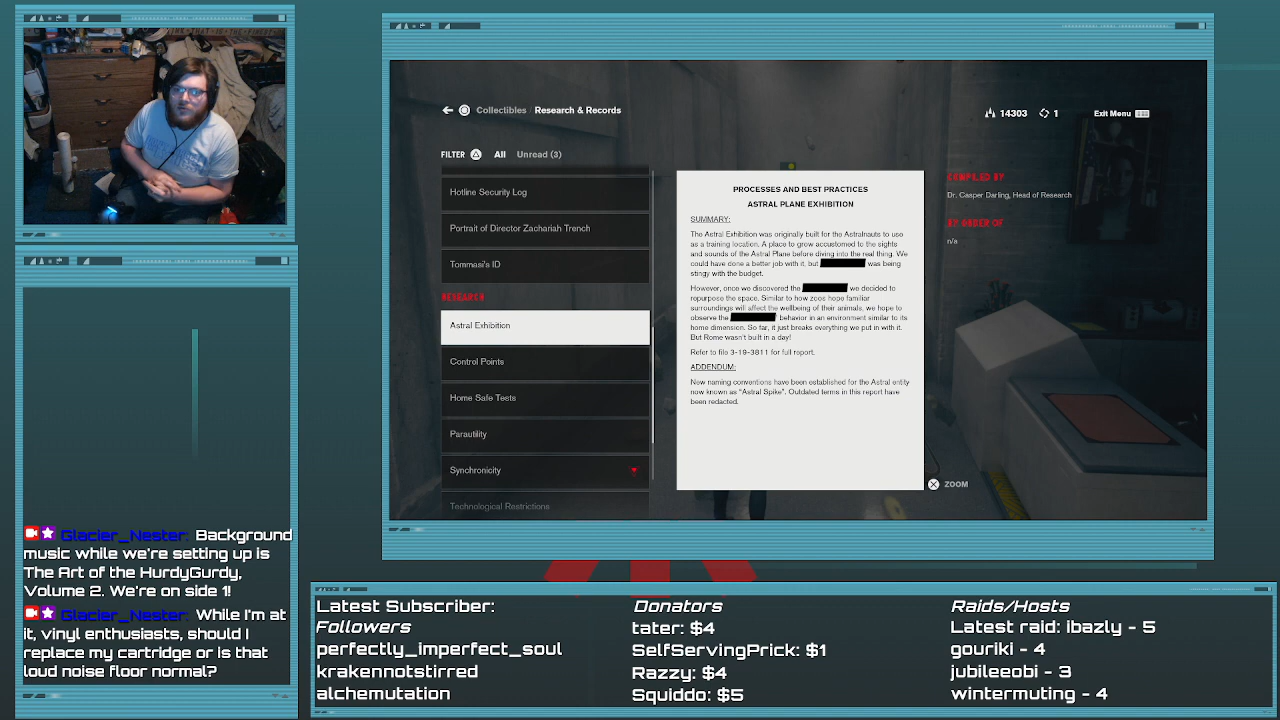 Collectibles / Research & Records
14303 1 Exit Menu
FILTER All Unread (3)
Hotline Security Log
Portrait of Director Zachariah Trench
Tommasi's ID
RESEARCH
Astral Exhibition
Control Points
Home Safe Tests
Parautility
Synchronicity
Technological Restrictions
PROCESSES AND BEST PRACTICES
ASTRAL PLANE EXHIBITION
SUMMARY:
The Astral Exhibition was originally built for the Astralnauts to use
as a training location. A place to grow accustomed to the sights
and sounds of the Astral Plane before diving into the real thing. We
could have done a better job with it, but was being
stingy with the budget.
However, once we discovered the we decided to
repurpose the space. Similar to how zoos hope familiar
surroundings will affect the wellbeing of their animals, we hope to
observe the behavior in an environment similar to its
home dimension. So far, it just breaks everything we put in with it.
But Rome wasn't built in a day!
Refer to file 3-19-3811 for full report.
ADDENDUM:
New naming conventions have been established for the Astral entity
now known as "Astral Spike". Outdated terms in this report have
been redacted.
COMPILED BY
Dr. Casper Darling, Head of Research
BY ORDER OF
n/a
ZOOM
Glacier_Nester: Background
music while we're setting up is
The Art of the HurdyGurdy,
Volume 2. We're on side 1!
Glacier_Nester: While I'm at
it, vinyl enthusiasts, should I
replace my cartridge or is that
loud noise floor normal?
Latest Subscriber:
Followers
perfectly_imperfect_soul
krakennotstirred
alchemutation
Donators
tater: $4
SelfServingPrick: $1
Razzy: $4
Squiddo: $5
Raids/Hosts
Latest raid: ibazly - 5
gouriki - 4
jubileenbi - 3
wintermuting - 4